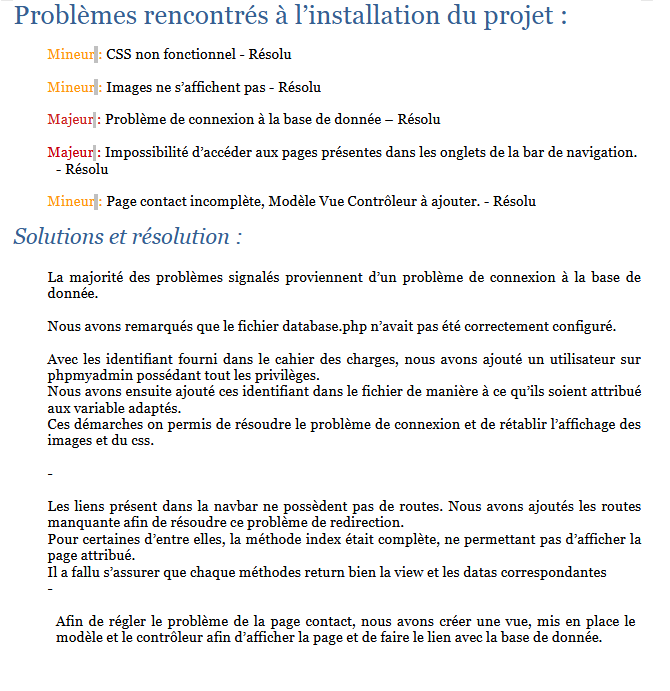 Problèmes rencontrés à l’installation du projet :
Mineur : CSS non fonctionnel - Résolu
Mineur : Images ne s’affichent pas - Résolu
Majeur : Problème de connexion à la base de donnée – Résolu
Majeur : Impossibilité d’accéder aux pages présentes dans les onglets de la bar de navigation.
- Résolu
Mineur : Page contact incomplète, Modèle Vue Contrôleur à ajouter. - Résolu
Solutions et résolution :
La majorité des problèmes signalés proviennent d’un problème de connexion à la base de
donnée.
Nous avons remarqués que le fichier database.php n’avait pas été correctement configuré.
Avec les identifiant fourni dans le cahier des charges, nous avons ajouté un utilisateur sur
phpmyadmin possédant tout les privilèges.
Nous avons ensuite ajouté ces identifiant dans le fichier de manière à ce qu’ils soient attribué
aux variable adaptés.
Ces démarches on permis de résoudre le problème de connexion et de rétablir l’affichage des
images et du css.
-
Les liens présent dans la navbar ne possèdent pas de routes. Nous avons ajoutés les routes
manquante afin de résoudre ce problème de redirection.
Pour certaines d’entre elles, la méthode index était complète, ne permettant pas d’afficher la
page attribué.
Il a fallu s’assurer que chaque méthodes return bien la view et les datas correspondantes
-
Afin de régler le problème de la page contact, nous avons créer une vue, mis en place le
modèle et le contrôleur afin d’afficher la page et de faire le lien avec la base de donnée.